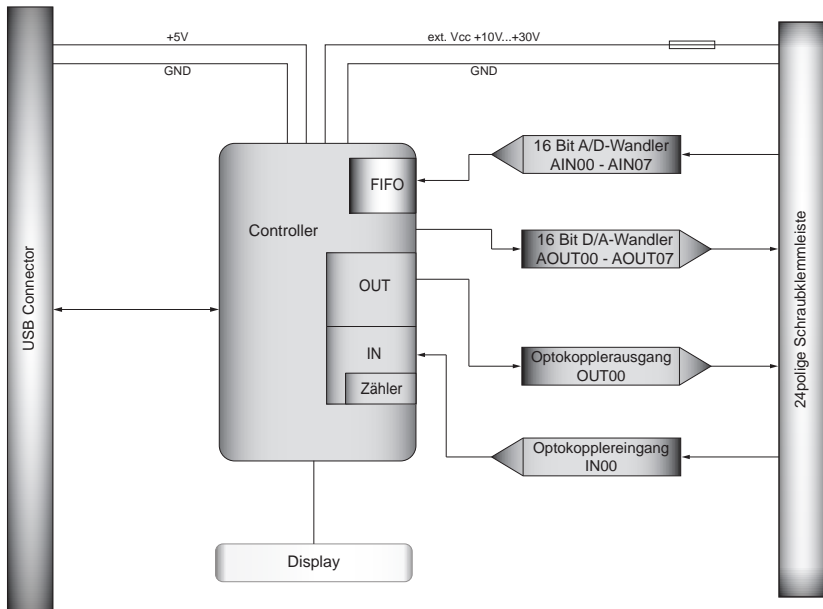 +5V
GND
ext. Vcc +10V...+30V
GND
USB Connector
Controller
FIFO
OUT
IN
Zähler
16 Bit A/D-Wandler
AIN00 - AIN07
16 Bit D/A-Wandler
AOUT00 - AOUT07
Optokopplerausgang
OUT00
Optokopplereingang
IN00
24polige Schraubklemmleiste
Display